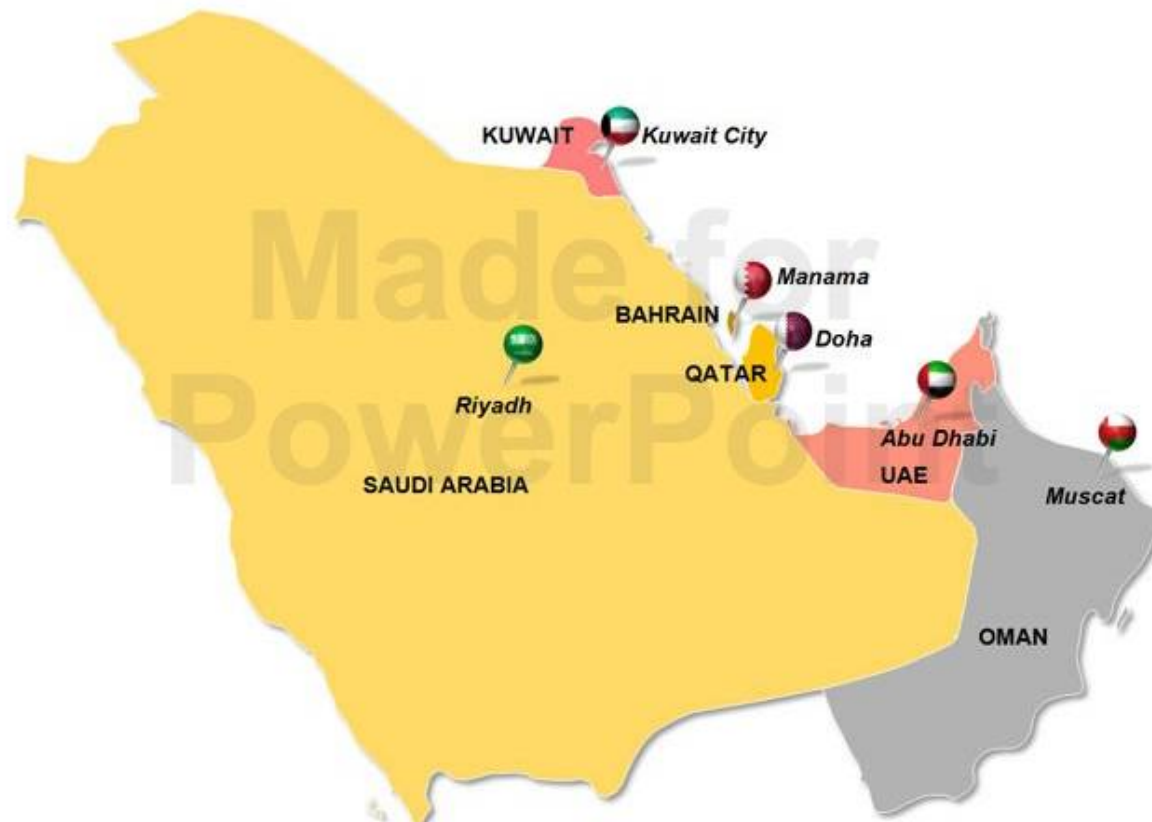 KUWAIT
Kuwait City
Made for
Manama
BAHRAIN
Doha
QATAR
PowerPoint
Riyadh
Abu Dhabi
UAE
SAUDI ARABIA
Muscat
OMAN